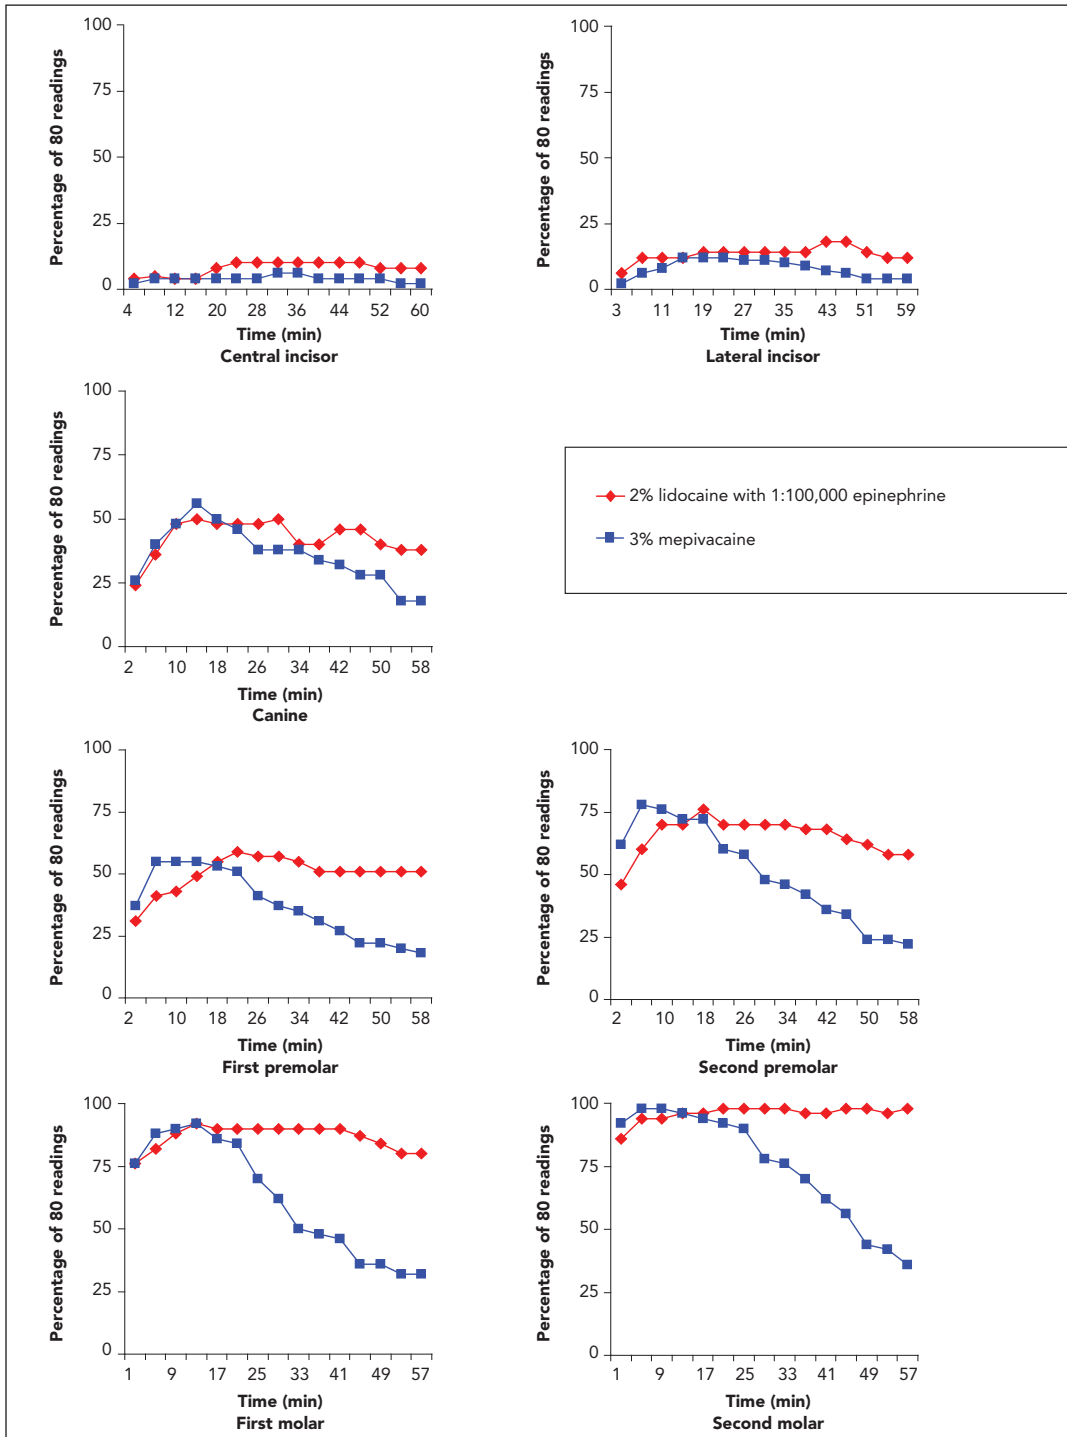 Percentage of 80 readings
100
75
50
25
0
4 12 20 28 36 44 52 60
Time (min)
Central incisor
Percentage of 80 readings
100
75
50
25
0
3 11 19 27 35 43 51 59
Time (min)
Lateral incisor
Percentage of 80 readings
100
75
50
25
0
2 10 18 26 34 42 50 58
Time (min)
Canine
2% lidocaine with 1:100,000 epinephrine
3% mepivacaine
Percentage of 80 readings
100
75
50
25
0
2 10 18 26 34 42 50 58
Time (min)
First premolar
Percentage of 80 readings
100
75
50
25
0
2 10 18 26 34 42 50 58
Time (min)
Second premolar
Percentage of 80 readings
100
75
50
25
0
1 9 17 25 33 41 49 57
Time (min)
First molar
Percentage of 80 readings
100
75
50
25
0
1 9 17 25 33 41 49 57
Time (min)
Second molar